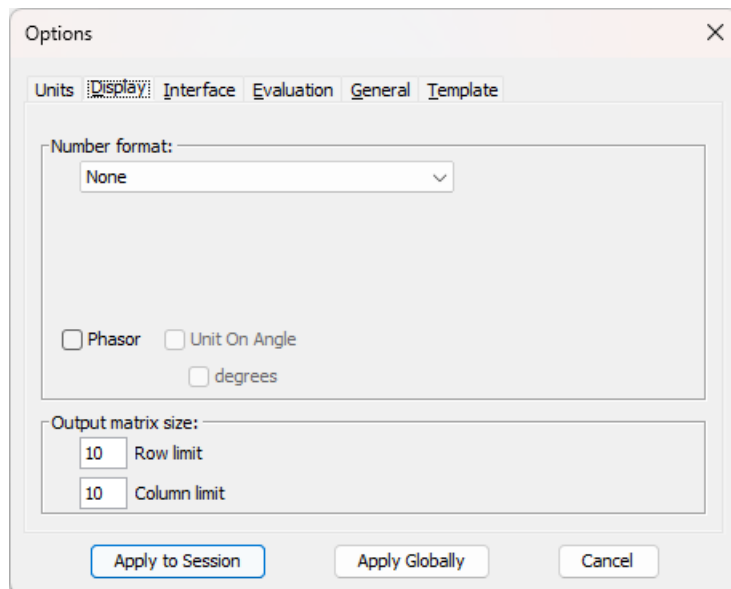 Options
Units Display Interface Evaluation General Template
Number format:
None
Phasor Unit On Angle
degrees
Output matrix size:
10 Row limit
10 Column limit
Apply to Session Apply Globally Cancel